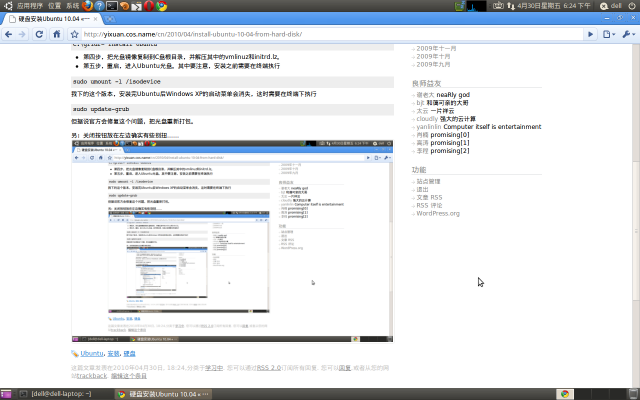 应用程序 位置 系统
4月30日星期五 6:24 下午
dell
硬盘安装Ubuntu 10.04 « ···
http://yixuan.cos.name/cn/2010/04/install-ubuntu-10-04-from-hard-disk/
第四步，把光盘镜像复制到C盘根目录，并解压其中的vmlinuz和initrd.lz。
第五步，重启，进入Ubuntu光盘。其中要注意，安装之前需要在终端执行
sudo umount -l /isodevice
我下的这个版本，安装完Ubuntu后Windows XP的启动菜单会消失，这时需要在终端下执行
sudo update-grub
但据说官方会修复这个问题，把光盘重新打包。
另：关闭按钮放在左边确实有些别扭……
Ubuntu, 安装, 硬盘
这篇文章发表在2010年04月30日, 18:24,分类于学习中. 您可以通过RSS 2.0订阅所有回复. 您可以回复 或者从您的网
站trackback. 编辑这个条目
2009年十一月
2009年十月
2009年九月
良师益友
谢老大 neaRly god
bjt 和蔼可亲的大哥
太云 一片祥云
cloudly 强大的云计算
yanlinlin Computer itself is entertainment
肖楠 promising[0]
高涛 promising[1]
李程 promising[2]
功能
站点管理
退出
文章 RSS
RSS 评论
WordPress.org
[dell@dell-laptop: ~]
硬盘安装Ubuntu 10.04 « ···